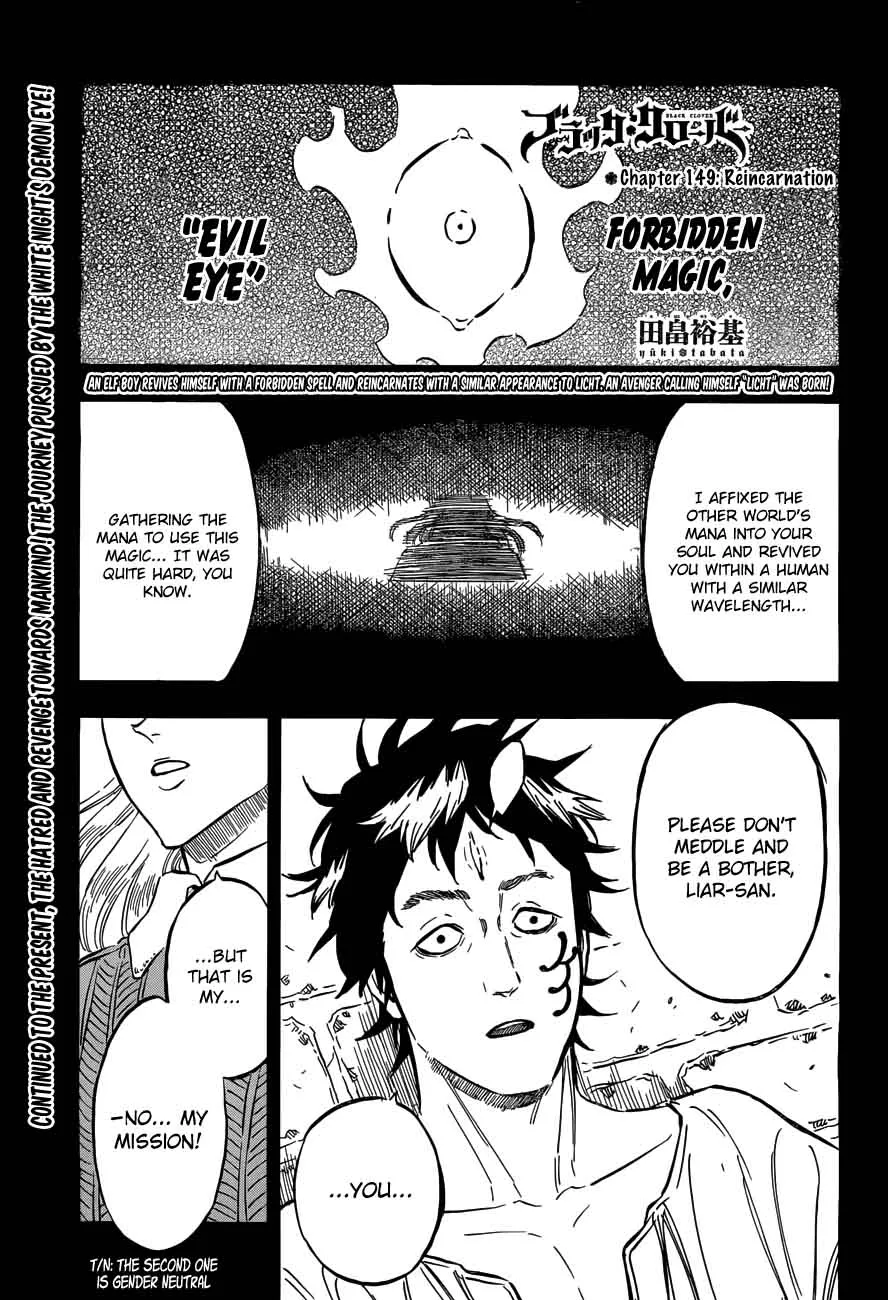 CONTINUED TO THE PRESENT, THE HATRED AND REVENGE TOWARDS MANKIND! THE JOURNEY PURSUED BY THE WHITE NIGHT'S DEMON EYE!
ブラッククローバー
BLACK CLOVER
Chapter 149: Reincarnation
FORBIDDEN
MAGIC,
"EVIL
EYE"
田畠裕基
yūki tabata
AN ELF BOY REVIVES HIMSELF WITH A FORBIDDEN SPELL AND REINCARNATES WITH A SIMILAR APPEARANCE TO LICHT. AN AVENGER CALLING HIMSELF "LICHT" WAS BORN!
I AFFIXED THE
OTHER WORLD'S
MANA INTO YOUR
SOUL AND REVIVED
YOU WITHIN A HUMAN
WITH A SIMILAR
WAVELENGTH...
GATHERING THE
MANA TO USE THIS
MAGIC... IT WAS
QUITE HARD, YOU
KNOW.
PLEASE DON'T
MEDDLE AND
BE A BOTHER,
LIAR-SAN.
...YOU...
...BUT
THAT IS
MY...
-NO... MY
MISSION!
T/N: THE SECOND ONE
IS GENDER NEUTRAL